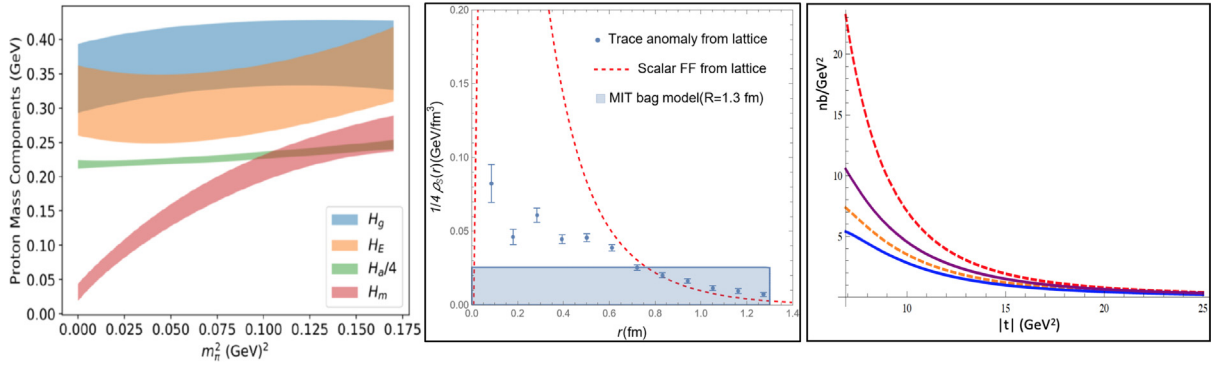 Proton Mass Components (GeV)
0.40
0.35
0.30
0.25
0.20
0.15
0.10
0.05
0.00
H_g
H_E
H_a/4
H_m
0.000 0.025 0.050 0.075 0.100 0.125 0.150 0.175
m_π^2 (GeV)^2
1/4 ρ_s(r)(GeV/fm^3)
0.20
0.15
0.10
0.05
0.00
Trace anomaly from lattice
Scalar FF from lattice
MIT bag model(R=1.3 fm)
0.0 0.2 0.4 0.6 0.8 1.0 1.2 1.4
r(fm)
nb/GeV²
20
15
10
5
10 15 20 25
|t| (GeV²)